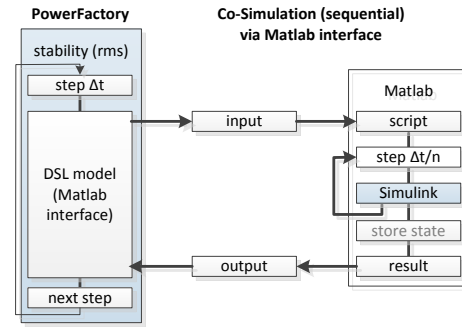 PowerFactory
Co-Simulation (sequential)
via Matlab interface
stability (rms)
step Δt
DSL model
(Matlab
interface)
next step
input
output
Matlab
script
step Δt/n
Simulink
store state
result